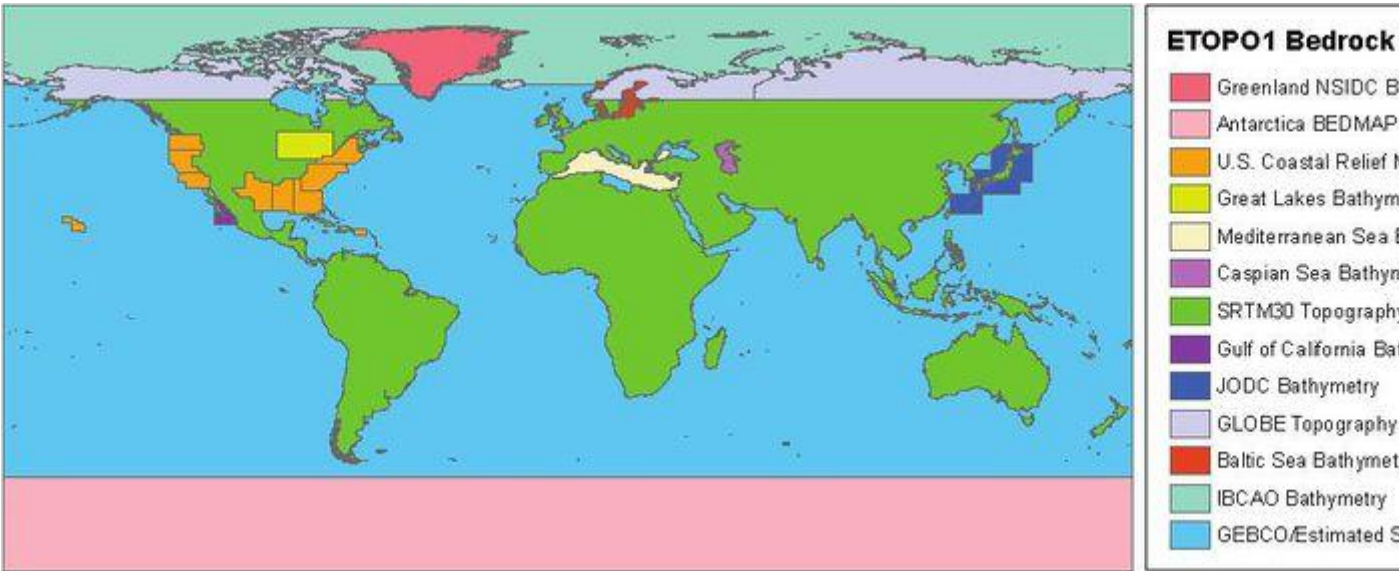 ETOPO1 Bedrock
Greenland NSIDC B
Antarctica BEDMAP
U.S. Coastal Relief
Great Lakes Bathym
Mediterranean Sea
Caspian Sea Bathym
SRTM30 Topography
Gulf of California Ba
JODC Bathymetry
GLOBE Topography
Baltic Sea Bathymet
IBCAO Bathymetry
GEBCO/Estimated S